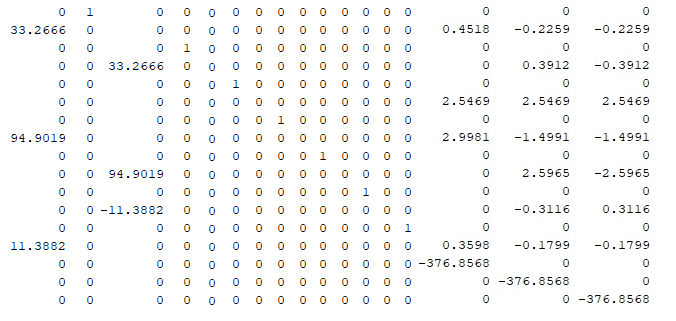 0 1 0 0 0 0 0 0 0 0 0 0 0 0 0 0 0
33.2666 0 0 0 0 0 0 0 0 0 0 0 0 0 0.4518 -0.2259 -0.2259
0 0 0 1 0 0 0 0 0 0 0 0 0 0 0 0 0
0 0 33.2666 0 0 0 0 0 0 0 0 0 0 0 0 0.3912 -0.3912
0 0 0 0 0 1 0 0 0 0 0 0 0 0 0 0 0
0 0 0 0 0 0 0 0 0 0 0 0 0 0 2.5469 2.5469 2.5469
0 0 0 0 0 0 0 1 0 0 0 0 0 0 0 0 0
94.9019 0 0 0 0 0 0 0 0 0 0 0 0 0 2.9981 -1.4991 -1.4991
0 0 0 0 0 0 0 0 0 1 0 0 0 0 0 0 0
0 0 94.9019 0 0 0 0 0 0 0 0 0 0 0 0 2.5965 -2.5965
0 0 0 0 0 0 0 0 0 0 0 1 0 0 0 0 0
0 0 -11.3882 0 0 0 0 0 0 0 0 0 0 0 0 -0.3116 0.3116
0 0 0 0 0 0 0 0 0 0 0 0 0 1 0 0 0
11.3882 0 0 0 0 0 0 0 0 0 0 0 0 0 0.3598 -0.1799 -0.1799
0 0 0 0 0 0 0 0 0 0 0 0 0 0 -376.8568 0 0
0 0 0 0 0 0 0 0 0 0 0 0 0 0 0 -376.8568 0
0 0 0 0 0 0 0 0 0 0 0 0 0 0 0 0 -376.8568